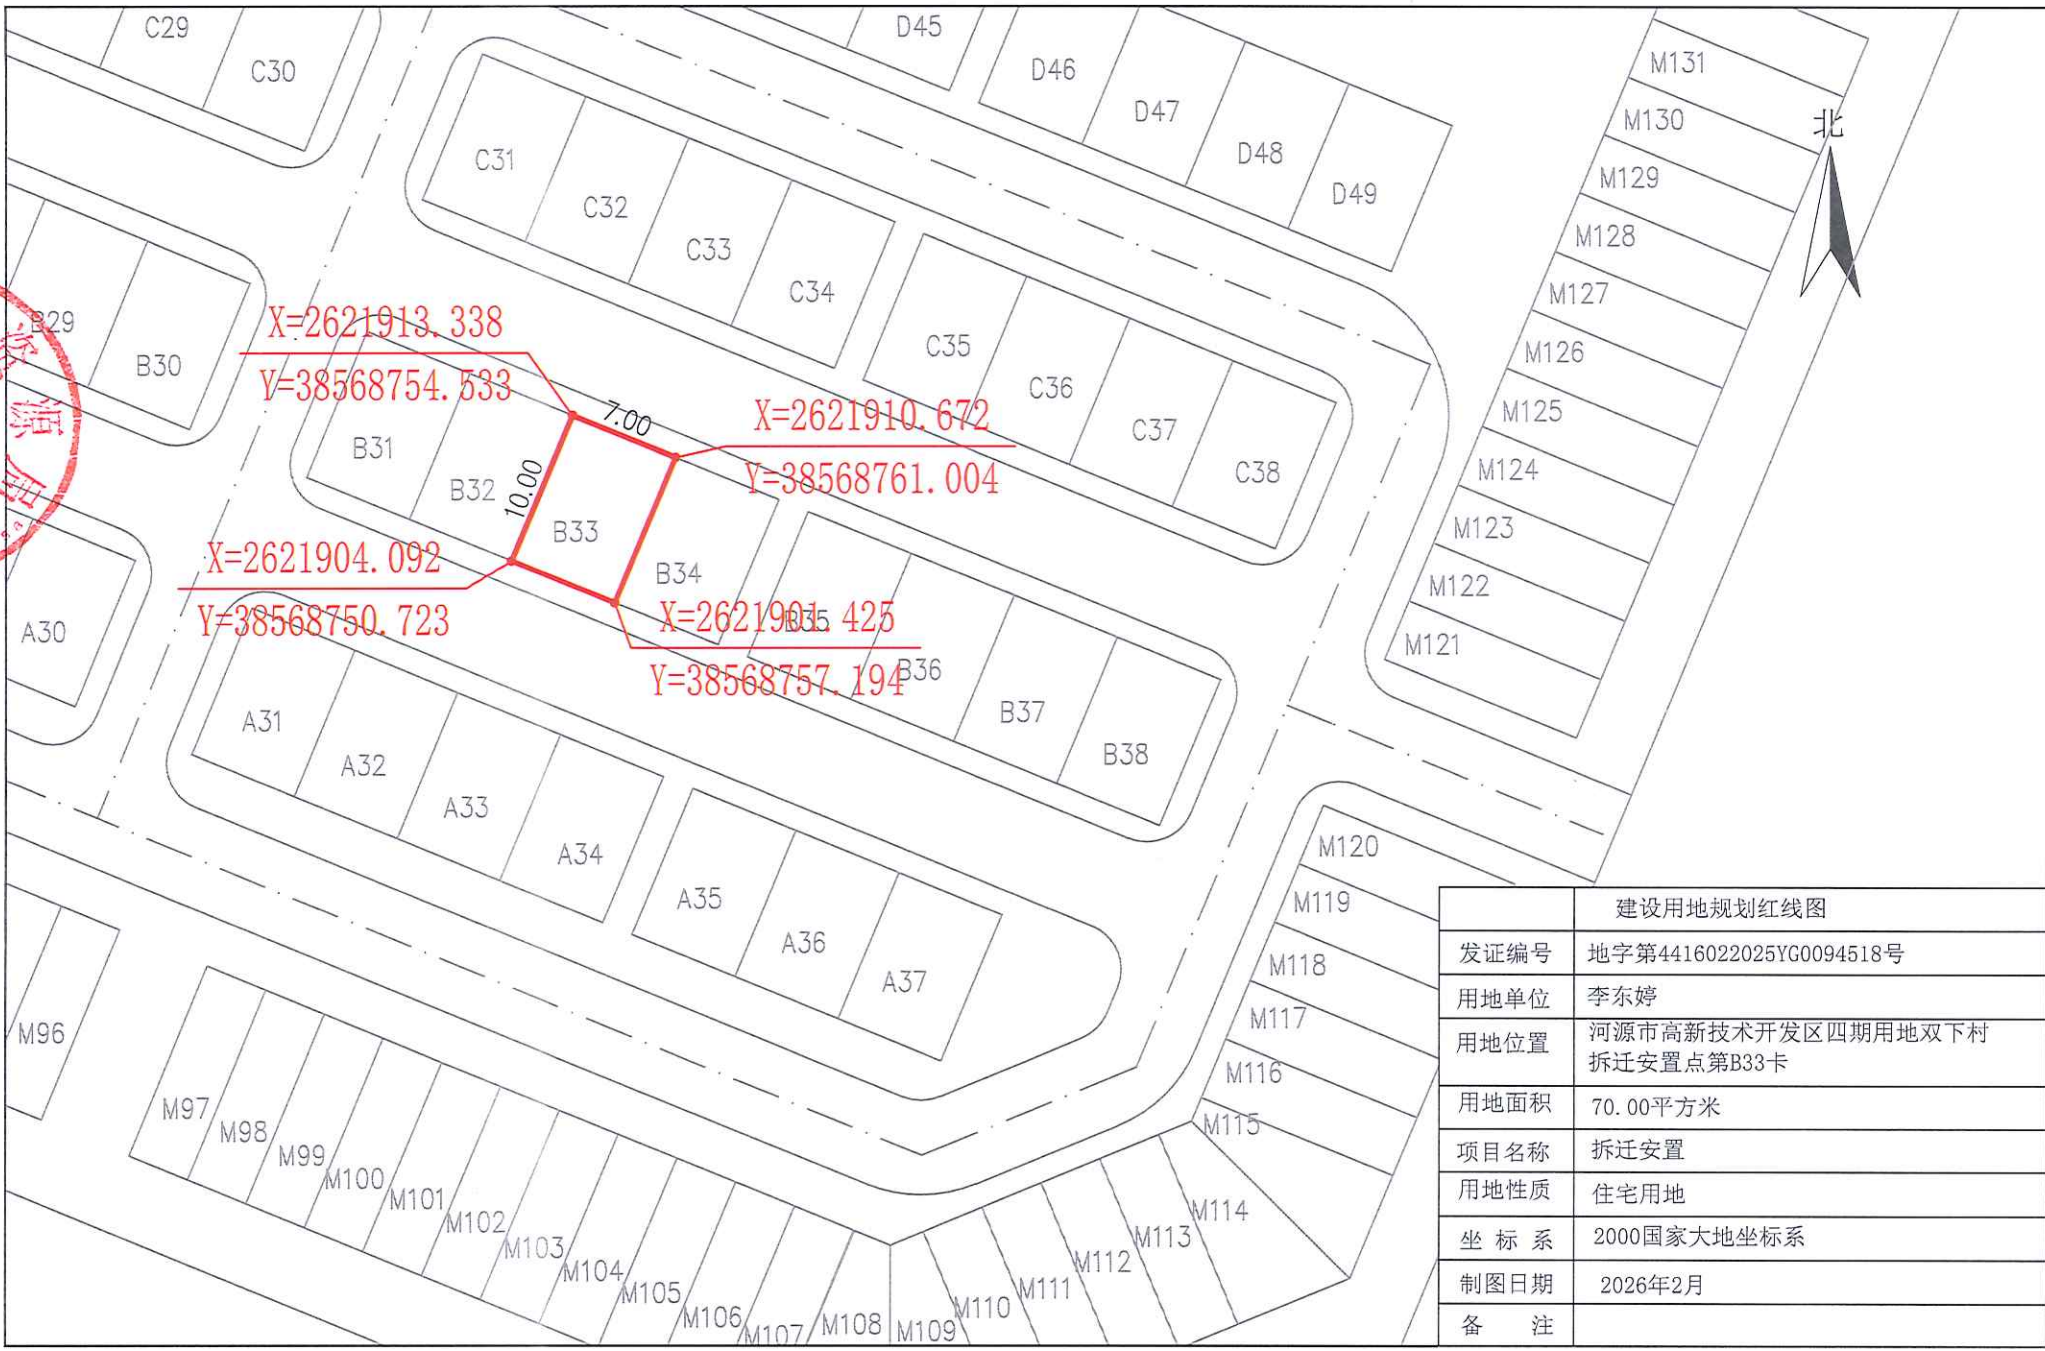 C29
C30
D45
D46
D47
D48
D49
M131
M130
M129
M128
M127
M126
M125
M124
M123
M122
M121
北
C31
C32
C33
C34
C35
C36
C37
C38
B29
B30
源
X=2621913.338
Y=38568754.533
7.00
X=2621910.672
Y=38568761.004
10.00
B31
B32
B33
B34
B35
B36
B37
B38
X=2621904.092
Y=38568750.723
X=2621901.425
Y=38568757.194
A30
A31
A32
A33
A34
A35
A36
A37
M120
M119
M118
M117
M116
M115
M114
M113
M112
M111
M110
M109
M108
M107
M106
M105
M104
M103
M102
M101
M100
M99
M98
M97
M96
建设用地规划红线图
发证编号 地字第4416022025YG0094518号
用地单位 李东婷
用地位置 河源市高新技术开发区四期用地双下村
拆迁安置点第B33卡
用地面积 70.00平方米
项目名称 拆迁安置
用地性质 住宅用地
坐标系 2000国家大地坐标系
制图日期 2026年2月
备注